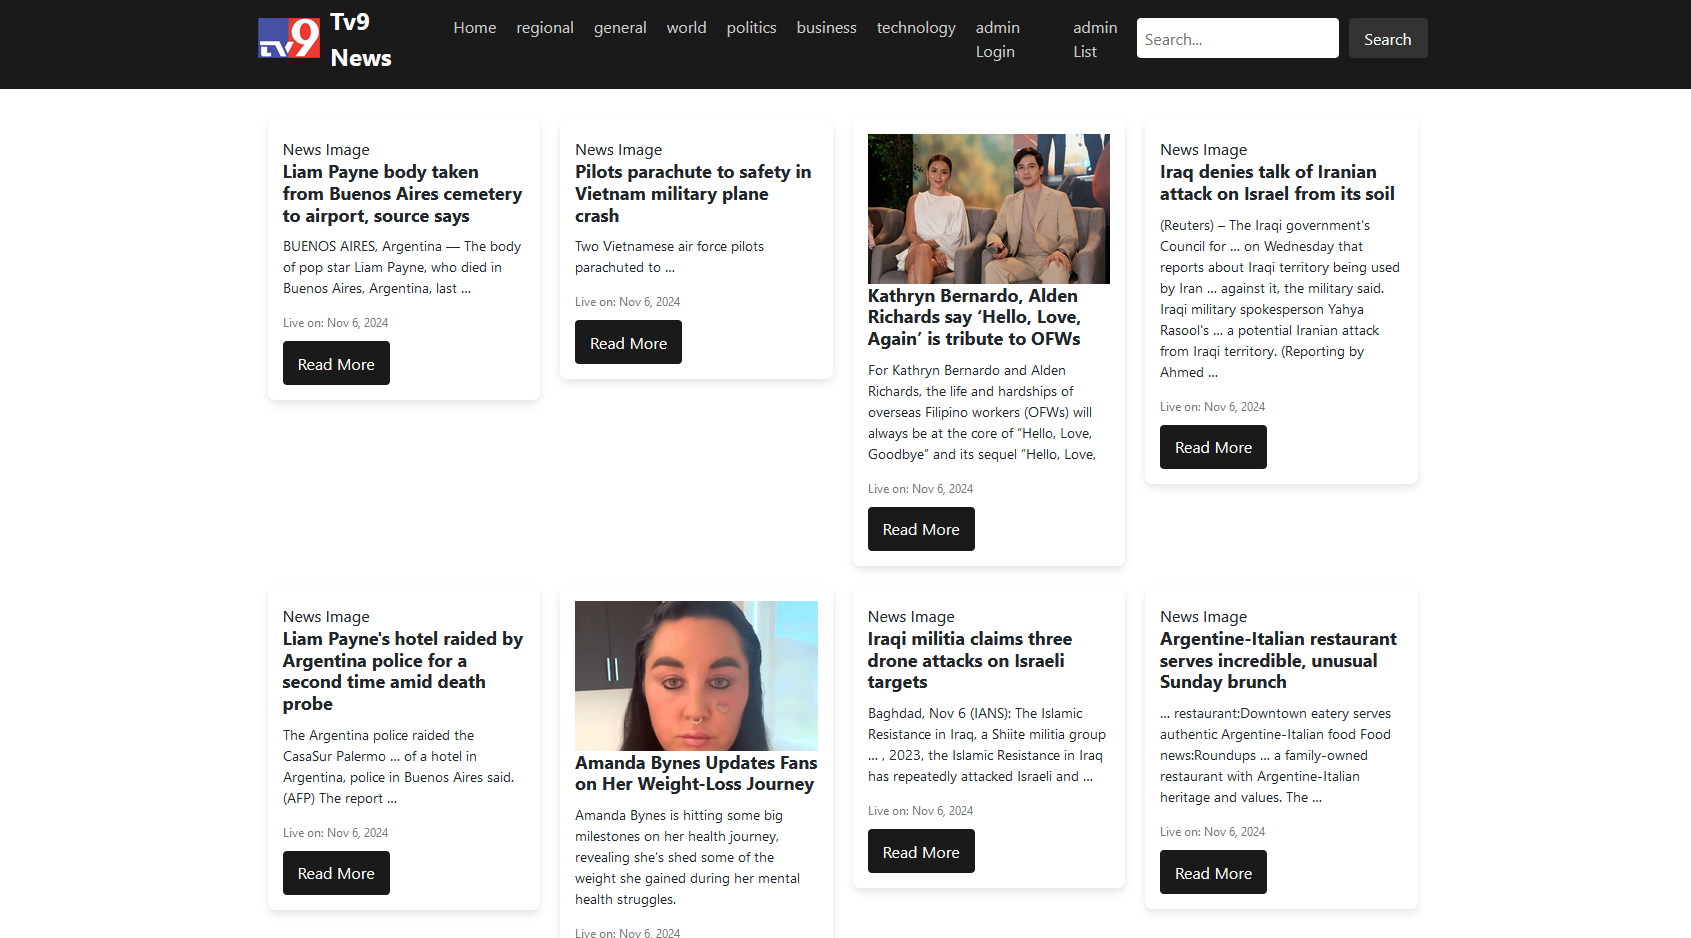 tv9
Tv9
News
Home
regional
general
world
politics
business
technology
admin
Login
admin
List
Search...
Search
News Image
Liam Payne body taken
from Buenos Aires cemetery
to airport, source says
BUENOS AIRES, Argentina — The body
of pop star Liam Payne, who died in
Buenos Aires, Argentina, last ...
Live on: Nov 6, 2024
Read More
News Image
Pilots parachute to safety in
Vietnam military plane
crash
Two Vietnamese air force pilots
parachuted to ...
Live on: Nov 6, 2024
Read More
Kathryn Bernardo, Alden
Richards say ‘Hello, Love,
Again’ is tribute to OFWs
For Kathryn Bernardo and Alden
Richards, the life and hardships of
overseas Filipino workers (OFWs) will
always be at the core of “Hello, Love,
Goodbye” and its sequel “Hello, Love,
Live on: Nov 6, 2024
Read More
News Image
Iraq denies talk of Iranian
attack on Israel from its soil
(Reuters) – The Iraqi government's
Council for ... on Wednesday that
reports about Iraqi territory being used
by Iran ... against it, the military said.
Iraqi military spokesperson Yahya
Rasool's ... a potential Iranian attack
from Iraqi territory. (Reporting by
Ahmed ...
Live on: Nov 6, 2024
Read More
News Image
Liam Payne's hotel raided by
Argentina police for a
second time amid death
probe
The Argentina police raided the
CasaSur Palermo ... of a hotel in
Argentina, police in Buenos Aires said.
(AFP) The report ...
Live on: Nov 6, 2024
Read More
Amanda Bynes Updates Fans
on Her Weight-Loss Journey
Amanda Bynes is hitting some big
milestones on her health journey,
revealing she's shed some of the
weight she gained during her mental
health struggles.
Live on: Nov 6, 2024
News Image
Iraqi militia claims three
drone attacks on Israeli
targets
Baghdad, Nov 6 (IANS): The Islamic
Resistance in Iraq, a Shiite militia group
... , 2023, the Islamic Resistance in Iraq
has repeatedly attacked Israeli and ...
Live on: Nov 6, 2024
Read More
News Image
Argentine-Italian restaurant
serves incredible, unusual
Sunday brunch
... restaurant:Downtown eatery serves
authentic Argentine-Italian food Food
news:Roundups ... a family-owned
restaurant with Argentine-Italian
heritage and values. The ...
Live on: Nov 6, 2024
Read More